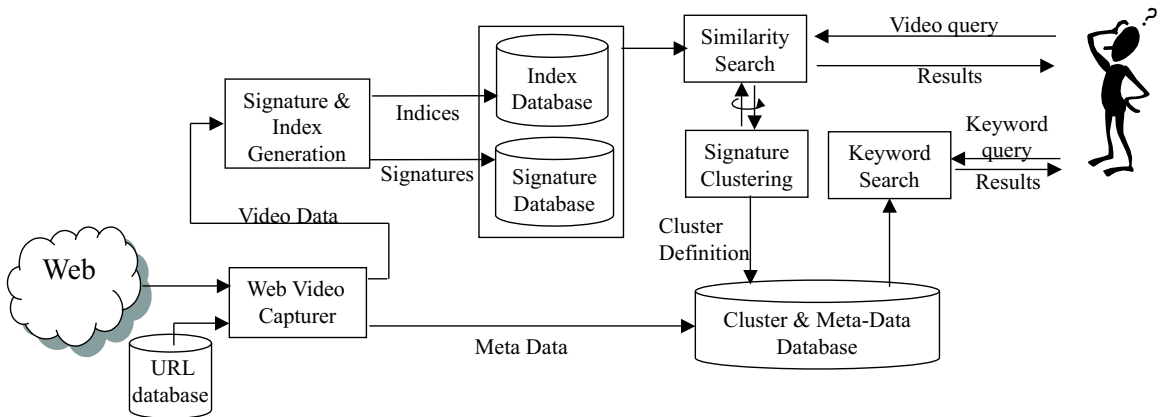 Signature &
Index
Generation
Indices
Signatures
Index
Database
Signature
Database
Similarity
Search
Video query
Results
?
Signature
Clustering
Keyword
Search
Keyword
query
Results
Video Data
Cluster
Definition
Web
Web Video
Capturer
Meta Data
Cluster & Meta-Data
Database
URL
database